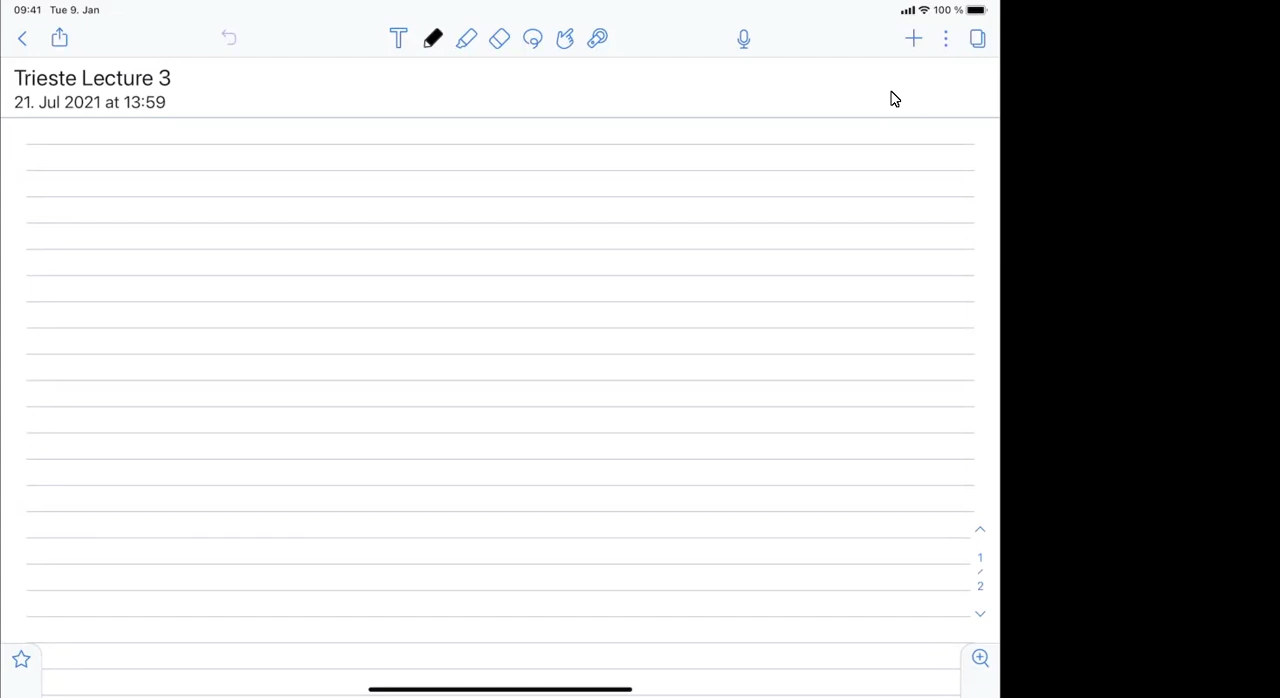 09:41 Tue 9. Jan 100 %
Trieste Lecture 3
21. Jul 2021 at 13:59
1
/
2